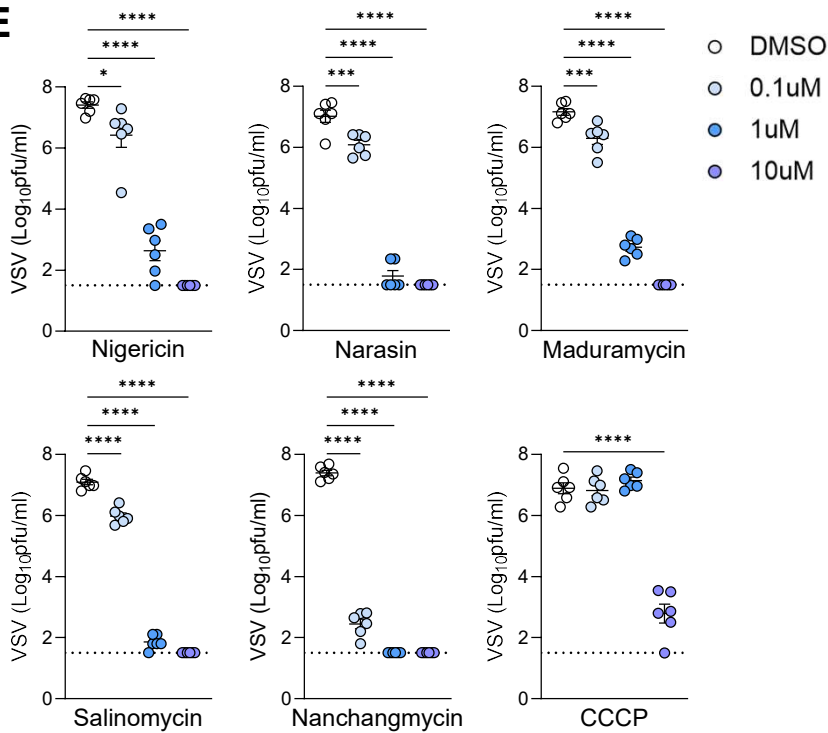 E
****
****
*
8
6
4
2
0
VSV (Log10pfu/ml)
Nigericin
****
****
***
8
6
4
2
0
VSV (Log10pfu/ml)
Narasin
****
****
***
8
6
4
2
0
VSV (Log10pfu/ml)
Maduramycin
DMSO
0.1uM
1uM
10uM
****
****
****
8
6
4
2
0
VSV (Log10pfu/ml)
Salinomycin
****
****
****
8
6
4
2
0
VSV (Log10pfu/ml)
Nanchangmycin
****
8
6
4
2
0
VSV (Log10pfu/ml)
CCCP